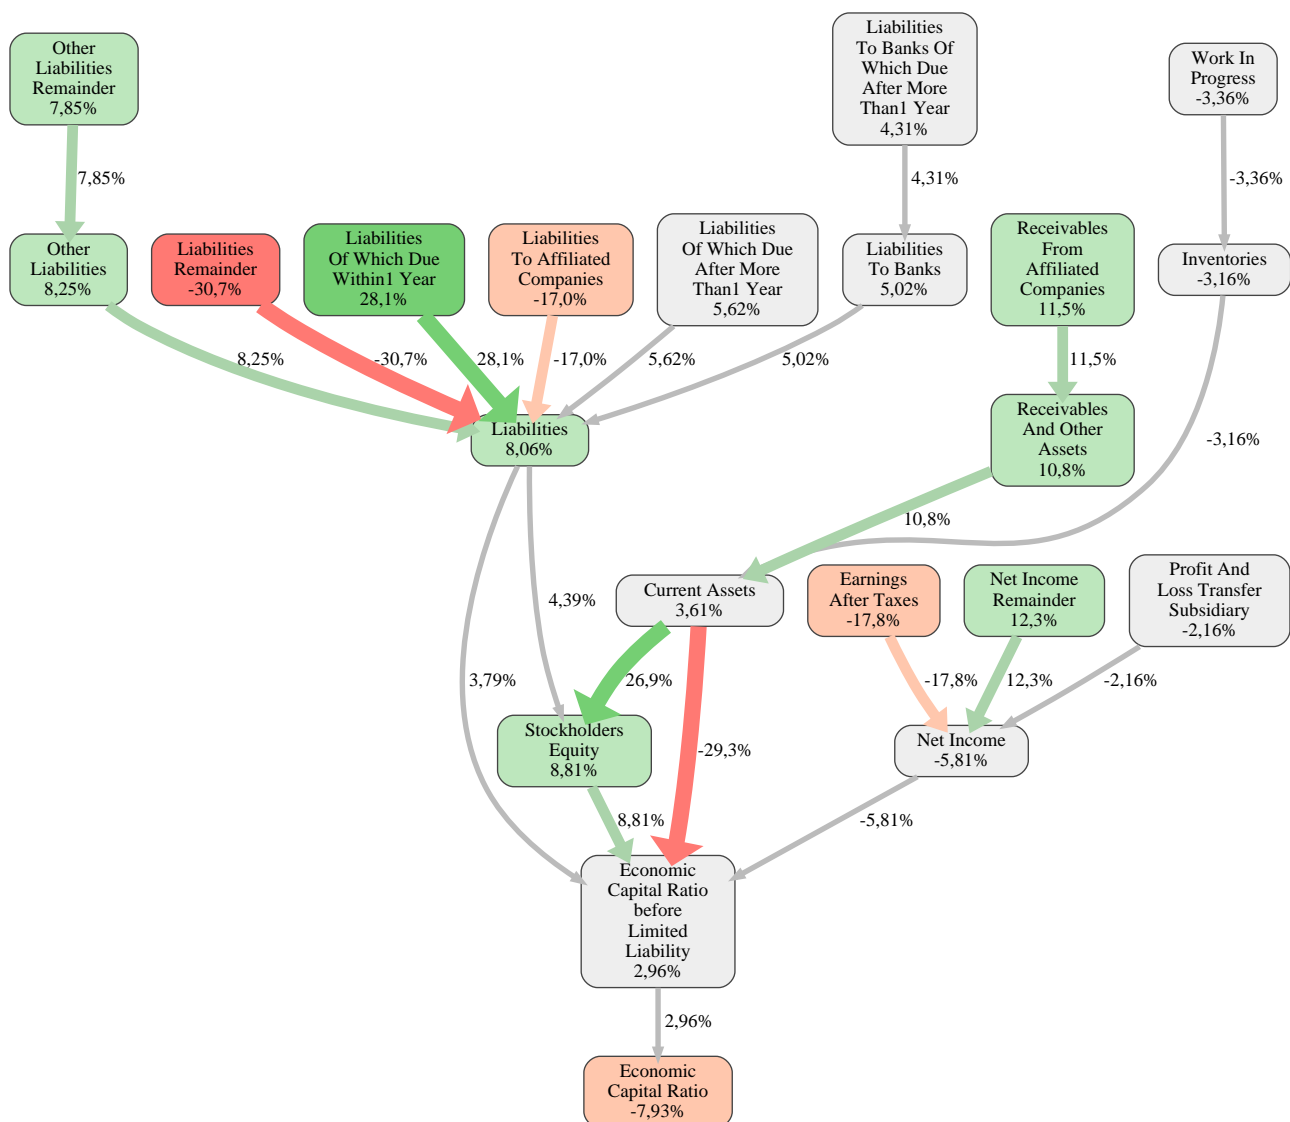 Other
Liabilities
Remainder
7,85%
Liabilities
To Banks Of
Which Due
After More
Than1 Year
4,31%
Work In
Progress
-3,36%
7,85%
4,31%
-3,36%
Other
Liabilities
8,25%
Liabilities
Remainder
-30,7%
Liabilities
Of Which Due
Within1 Year
28,1%
Liabilities
To Affiliated
Companies
-17,0%
Liabilities
Of Which Due
After More
Than1 Year
5,62%
Liabilities
To Banks
5,02%
Receivables
From
Affiliated
Companies
11,5%
Inventories
-3,16%
8,25%
-30,7%
28,1%
-17,0%
5,62%
5,02%
11,5%
Liabilities
8,06%
Receivables
And Other
Assets
10,8%
-3,16%
10,8%
4,39%
Current Assets
3,61%
Earnings
After Taxes
-17,8%
Net Income
Remainder
12,3%
Profit And
Loss Transfer
Subsidiary
-2,16%
3,79%
26,9%
-17,8%
12,3%
-2,16%
Stockholders
Equity
8,81%
-29,3%
Net Income
-5,81%
8,81%
-5,81%
Economic
Capital Ratio
before
Limited
Liability
2,96%
2,96%
Economic
Capital Ratio
-7,93%